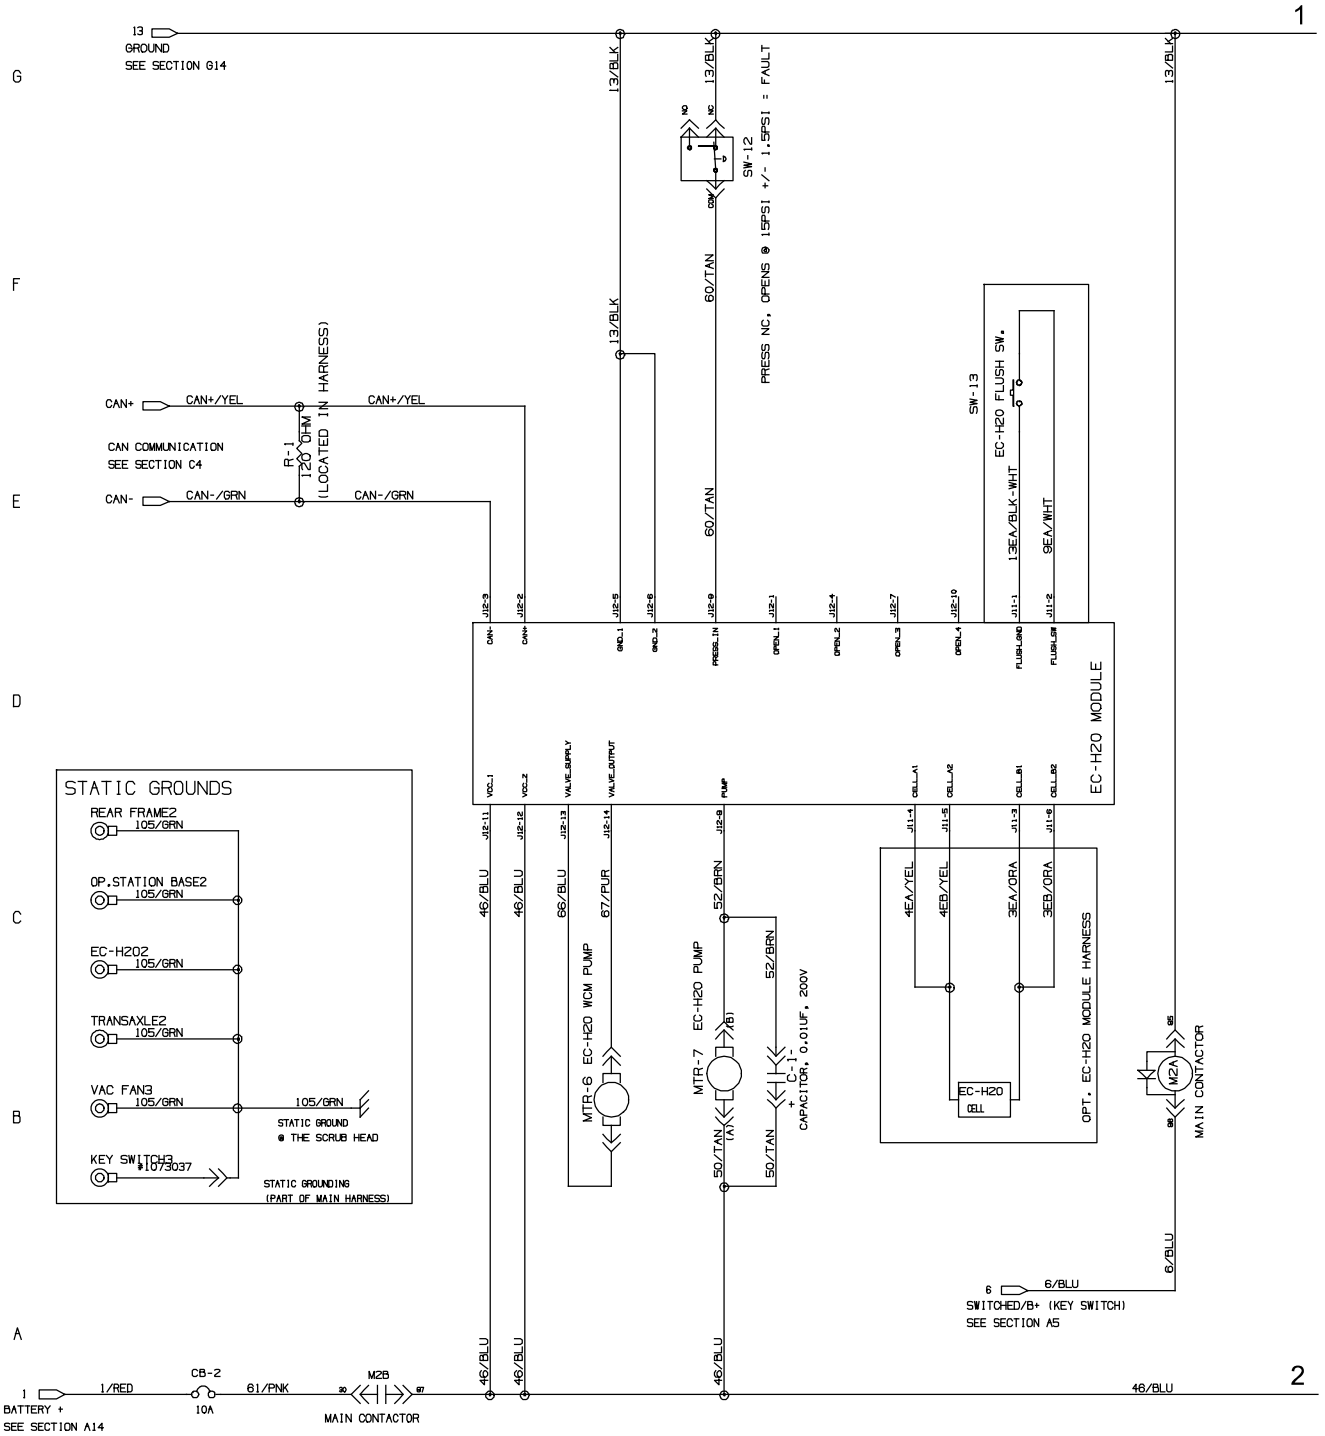 1
13
GROUND
SEE SECTION G14
G
13/BLK
13/BLK
13/BLK
NO
NC
COM
SW-12
PRESS NC, OPENS @ 15PSI +/- 1.5PSI = FAULT
F
60/TAN
13/BLK
CAN+
CAN+/YEL
CAN+/YEL
CAN COMMUNICATION
SEE SECTION C4
R-1
120 OHM
(LOCATED IN HARNESS)
E
CAN-
CAN-/GRN
CAN-/GRN
60/TAN
SW-13
EC-H2O FLUSH SW.
13EA/BLK-WHT
9EA/WHT
J12-3
J12-2
J12-5
J12-6
J12-9
J12-1
J12-4
J12-7
J12-10
J11-1
J11-2
CAN-
CAN+
GND_1
GND_2
PRESS_IN
OPEN_1
OPEN_2
OPEN_3
OPEN_4
FLUSH_GND
FLUSH_SW
D
EC-H2O MODULE
VCC_1
VCC_2
VALVE_SUPPLY
VALVE_OUTPUT
PUMP
CELL_A1
CELL_A2
CELL_B1
CELL_B2
J12-11
J12-12
J12-13
J12-14
J12-8
J11-4
J11-5
J11-3
J11-6
STATIC GROUNDS
REAR FRAME2
105/GRN
OP.STATION BASE2
105/GRN
EC-H2O2
105/GRN
TRANSAXLE2
105/GRN
VAC FAN3
105/GRN
105/GRN
STATIC GROUND
@ THE SCRUB HEAD
KEY SWITCH3
#1073037
STATIC GROUNDING
(PART OF MAIN HARNESS)
C
46/BLU
46/BLU
66/BLU
67/PUR
52/BRN
52/BRN
4EA/YEL
4EB/YEL
3EA/ORA
3EB/ORA
MTR-6 EC-H2O WCM PUMP
MTR-7 EC-H2O PUMP
(B)
(A)
C-1
-
+
CAPACITOR, 0.01UF, 200V
50/TAN
50/TAN
EC-H2O
CELL
OPT. EC-H2O MODULE HARNESS
B
85
M2A
86
MAIN CONTACTOR
6/BLU
6
6/BLU
SWITCHED/B+ (KEY SWITCH)
SEE SECTION A5
A
46/BLU
46/BLU
46/BLU
1
1/RED
CB-2
10A
61/PNK
30
M2B
87
MAIN CONTACTOR
46/BLU
2
BATTERY +
SEE SECTION A14